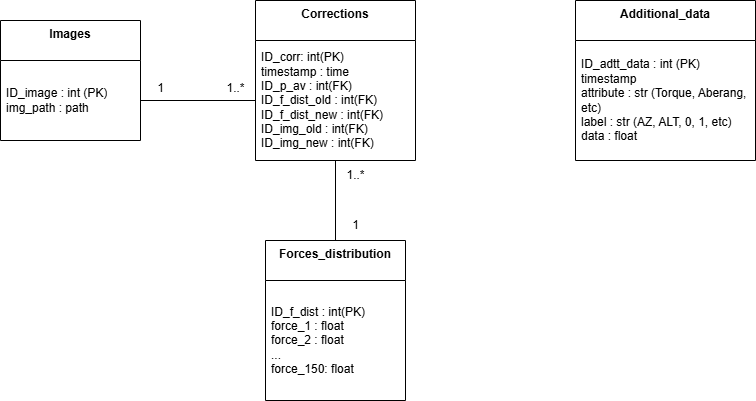 Images
ID_image : int (PK)
img_path : path
1
1..*
Corrections
ID_corr: int(PK)
timestamp : time
ID_p_av : int(FK)
ID_f_dist_old : int(FK)
ID_f_dist_new : int(FK)
ID_img_old : int(FK)
ID_img_new : int(FK)
1..*
1
Forces_distribution
ID_f_dist : int(PK)
force_1 : float
force_2 : float
...
force_150: float
Additional_data
ID_adtt_data : int (PK)
timestamp
attribute : str (Torque, Aberang,
etc)
label : str (AZ, ALT, 0, 1, etc)
data : float